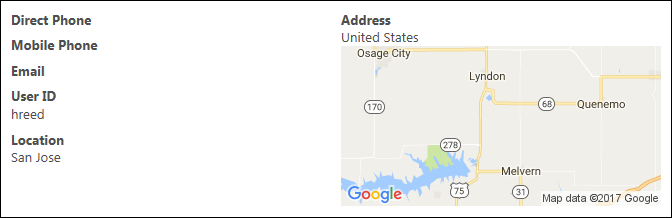 Direct Phone
Mobile Phone
Email
User ID
hreed
Location
San Jose
Address
United States
Osage City
Lyndon
170
68
Quenemo
278
Melvern
75
31
Google
Map data ©2017 Google